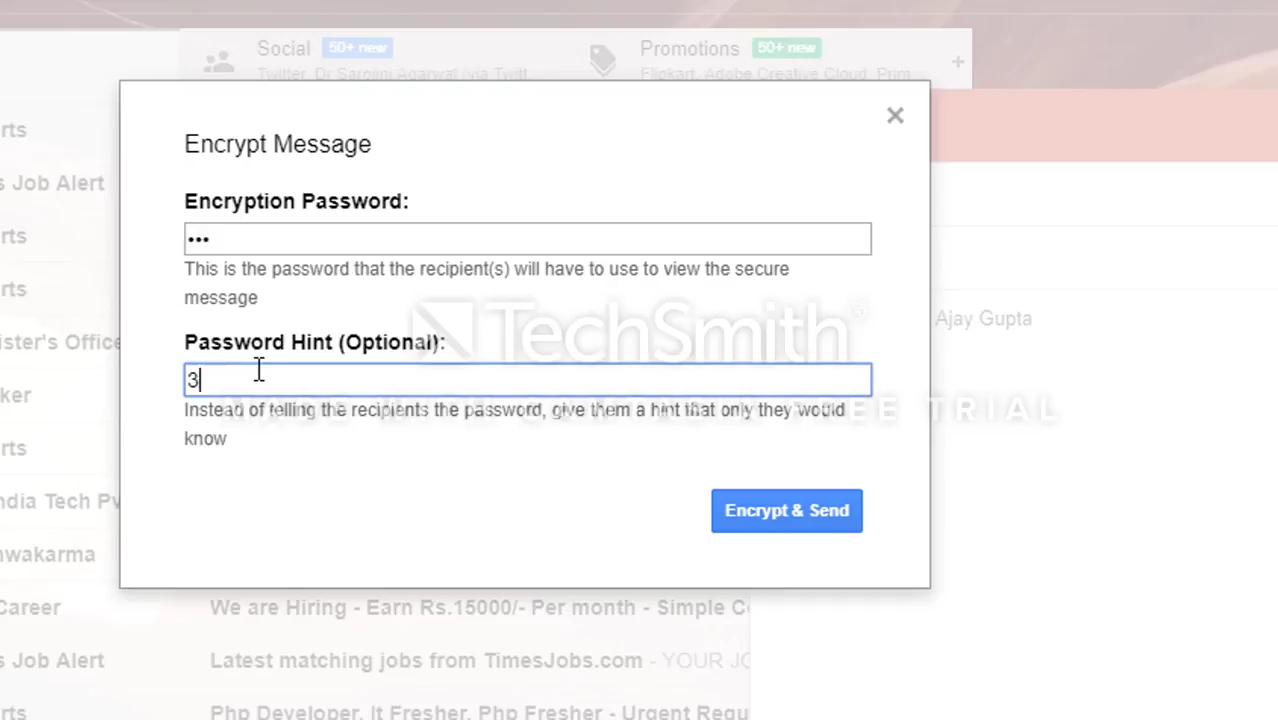 Social 50+ new Promotions 50+ new +
Twitter, Dr Sarojini Agarwal (via Twitt Flipkart, Adobe Creative Cloud, Prim
Encrypt Message
rts
s Job Alert
Encryption Password:
•••
rts
This is the password that the recipient(s) will have to use to view the secure
rts
message
TechSmith®
Ajay Gupta
ister's Office
Password Hint (Optional):
3
ker
Instead of telling the recipients the password, give them a hint that only they would
FREE TRIAL
know
rts
ndia Tech Pv
Encrypt & Send
nwakarma
Career We are Hiring - Earn Rs.15000/- Per month - Simple Co
s Job Alert Latest matching jobs from TimesJobs.com - YOUR JO
rts Php Developer, It Fresher, Php Fresher - Urgent Requ